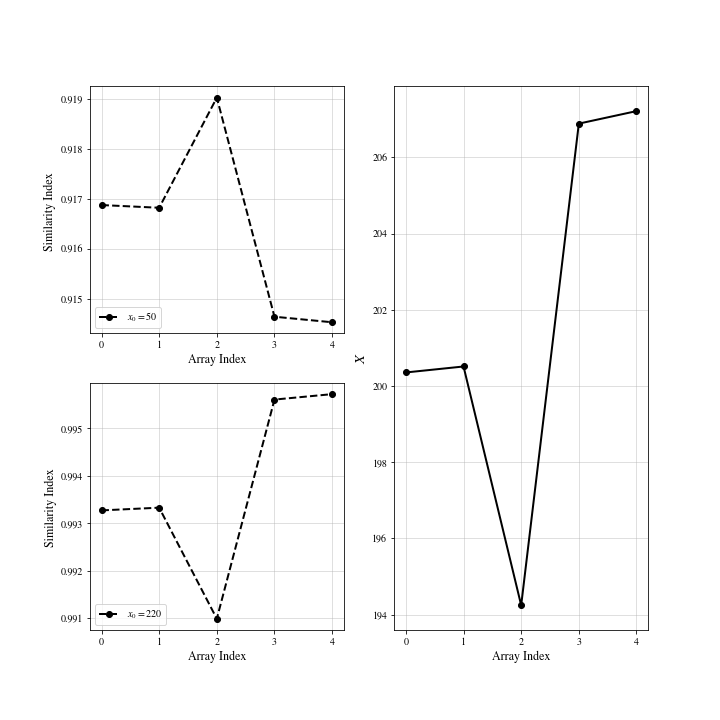 0.919
0.918
0.917
0.916
0.915
Similarity Index
x₀ = 50
0 1 2 3 4
Array Index
0.995
0.994
0.993
0.992
0.991
Similarity Index
x₀ = 220
0 1 2 3 4
Array Index
206
204
202
200
198
196
194
X
0 1 2 3 4
Array Index